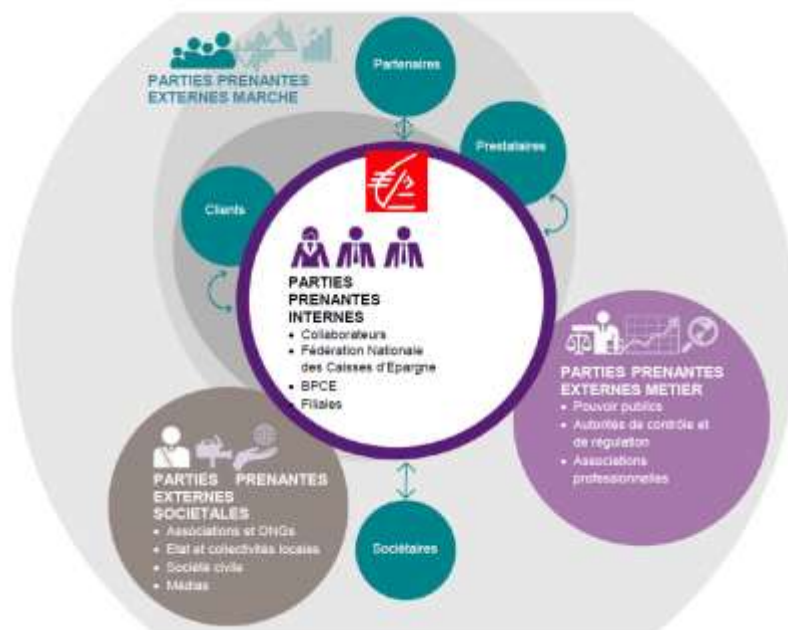 PARTIES PRENANTES
EXTERNES MARCHE
Partenaires
Prestataires
Clients
PARTIES
PRENANTES
INTERNES
• Collaborateurs
• Fédération Nationale
des Caisses d'Epargne
• BPCE
• Filiales
PARTIES PRENANTES
EXTERNES METIER
• Pouvoir publics
• Autorités de contrôle et
de régulation
• Associations
professionnelles
PARTIES PRENANTES
EXTERNES
SOCIETALES
• Associations et ONGs
• Etat et collectivités locales
• Société civile
• Médias
Sociétaires